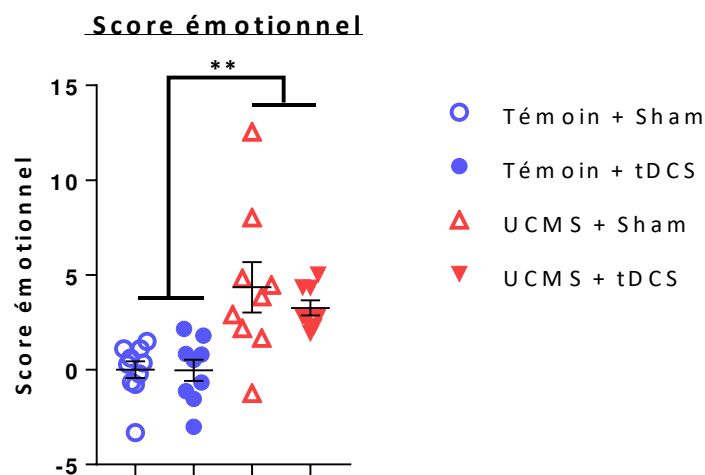 Score émotionnel
**
15
10
5
0
-5
Score émotionnel
Témoin + Sham
Témoin + tDCS
UCMS + Sham
UCMS + tDCS